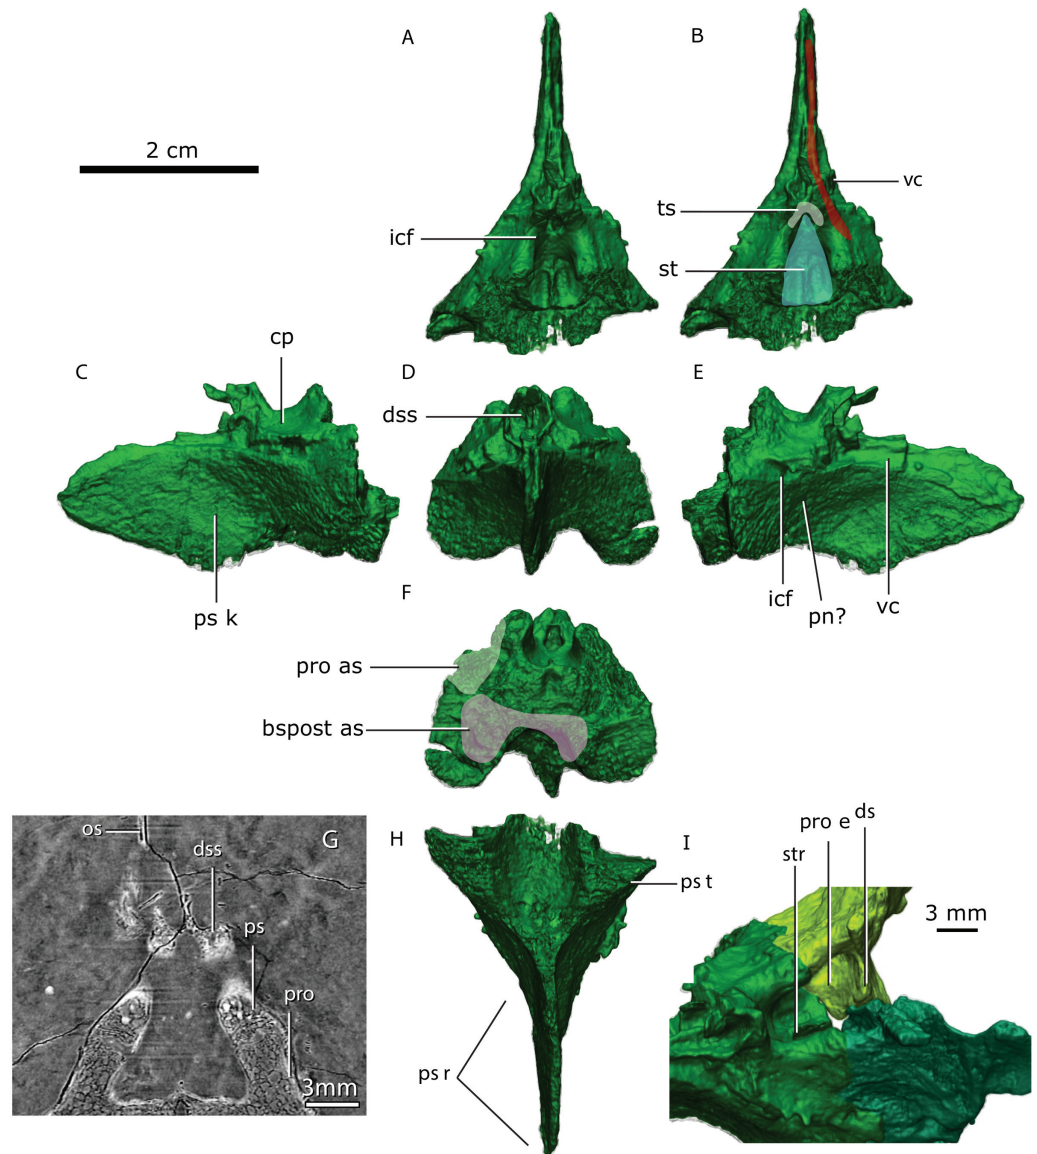 A
B
2 cm
vc
ts
icf
st
cp
C
D
E
dss
icf
pn?
vc
ps k
F
pro as
bspost as
os
G
dss
ps
pro
3mm
H
ps t
ps r
I
pro e
ds
str
3 mm